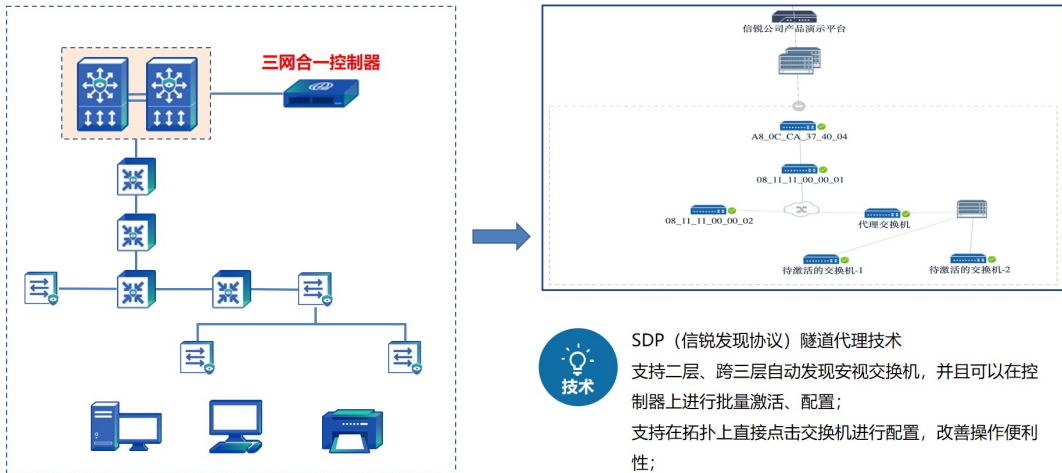 三网合一控制器
信锐公司产品演示平台
A8_0C_CA_37_40_04
08_11_11_00_00_01
08_11_11_00_00_02
代理交换机
待激活的交换机-1
待激活的交换机-2
技术
SDP（信锐发现协议）隧道代理技术
支持二层、跨三层自动发现安视交换机，并且可以在控
制器上进行批量激活、配置；
支持在拓扑上直接点击交换机进行配置，改善操作便利
性；